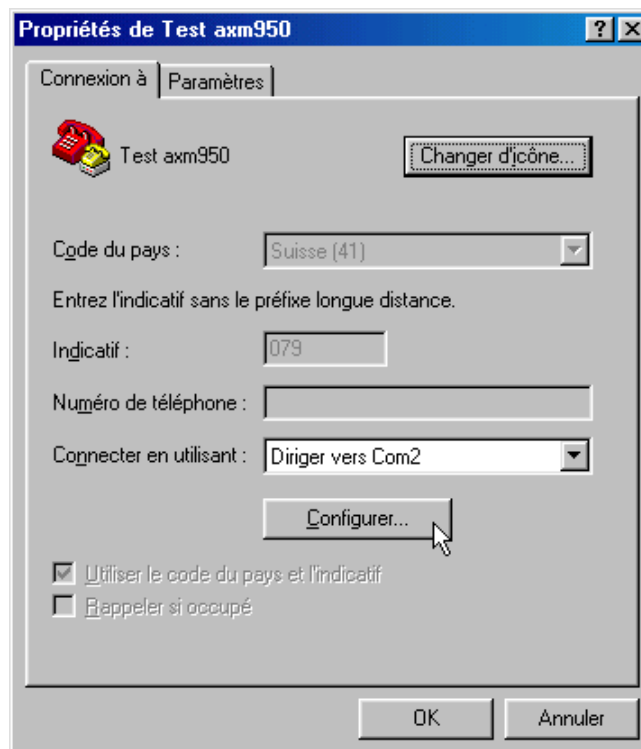 Propriétés de Test axm950
Connexion à Paramètres
Test axm950 Changer d'icône...
Code du pays : Suisse (41)
Entrez l'indicatif sans le préfixe longue distance.
Indicatif : 079
Numéro de téléphone :
Connecter en utilisant : Diriger vers Com2
Configurer...
Utiliser le code du pays et l'indicatif
Rappeler si occupé
OK Annuler